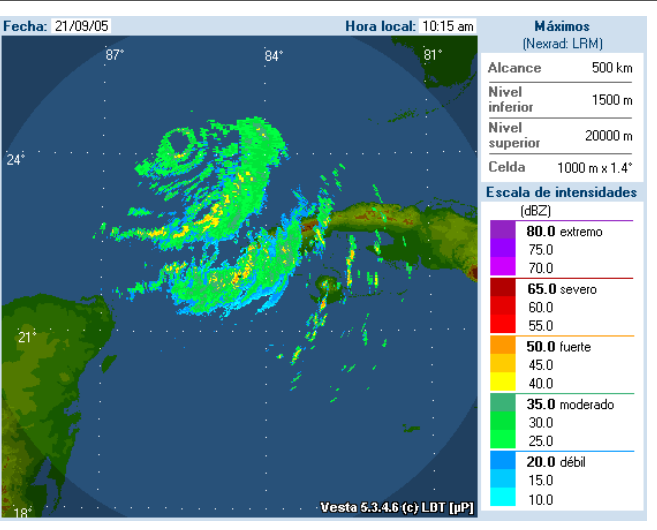 Fecha: 21/09/05
Hora local: 10:15 am
87°
84°
81°
24°
21°
18°
Vesta 5.3.4.6 (c) LBT [µP]
Máximos
(Nexrad: LRM)
Alcance 500 km
Nivel
inferior 1500 m
Nivel
superior 20000 m
Celda 1000 m x 1.4°
Escala de intensidades
(dBZ)
80.0 extremo
75.0
70.0
65.0 severo
60.0
55.0
50.0 fuerte
45.0
40.0
35.0 moderado
30.0
25.0
20.0 débil
15.0
10.0